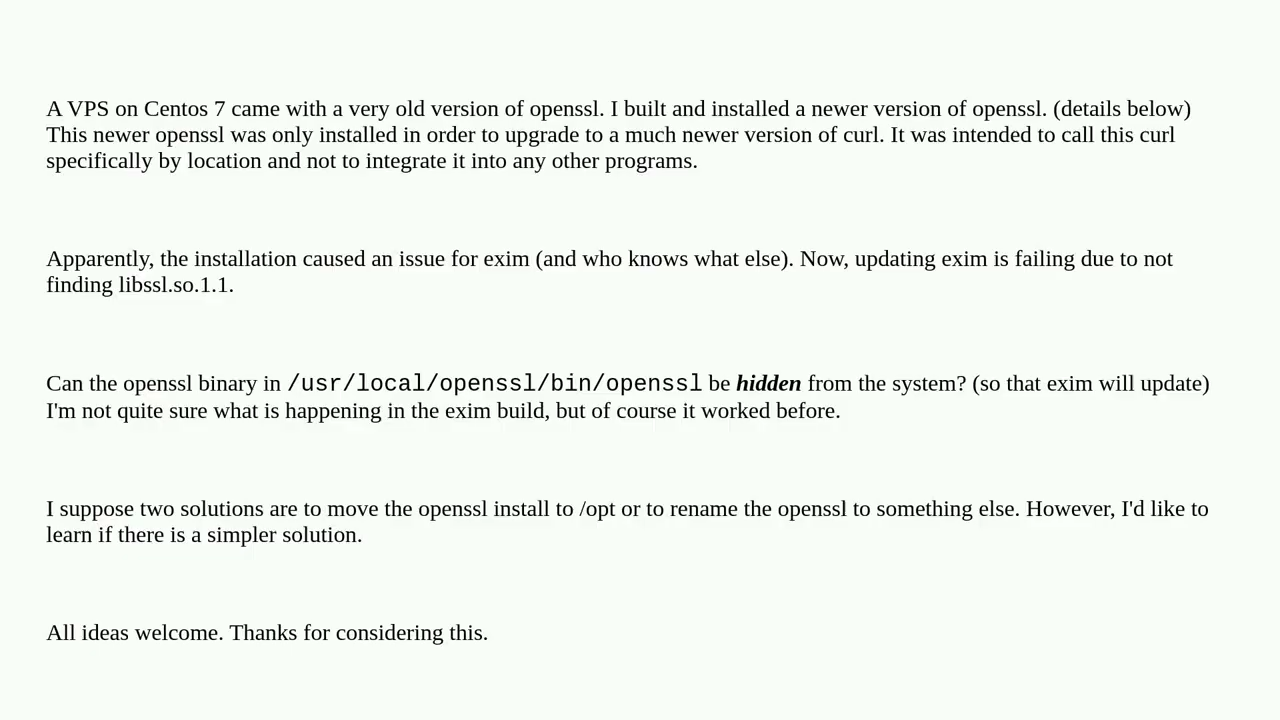 A VPS on Centos 7 came with a very old version of openssl. I built and installed a newer version of openssl. (details below)
This newer openssl was only installed in order to upgrade to a much newer version of curl. It was intended to call this curl
specifically by location and not to integrate it into any other programs.
Apparently, the installation caused an issue for exim (and who knows what else). Now, updating exim is failing due to not
finding libssl.so.1.1.
Can the openssl binary in /usr/local/openssl/bin/openssl be hidden from the system? (so that exim will update)
I'm not quite sure what is happening in the exim build, but of course it worked before.
I suppose two solutions are to move the openssl install to /opt or to rename the openssl to something else. However, I'd like to
learn if there is a simpler solution.
All ideas welcome. Thanks for considering this.